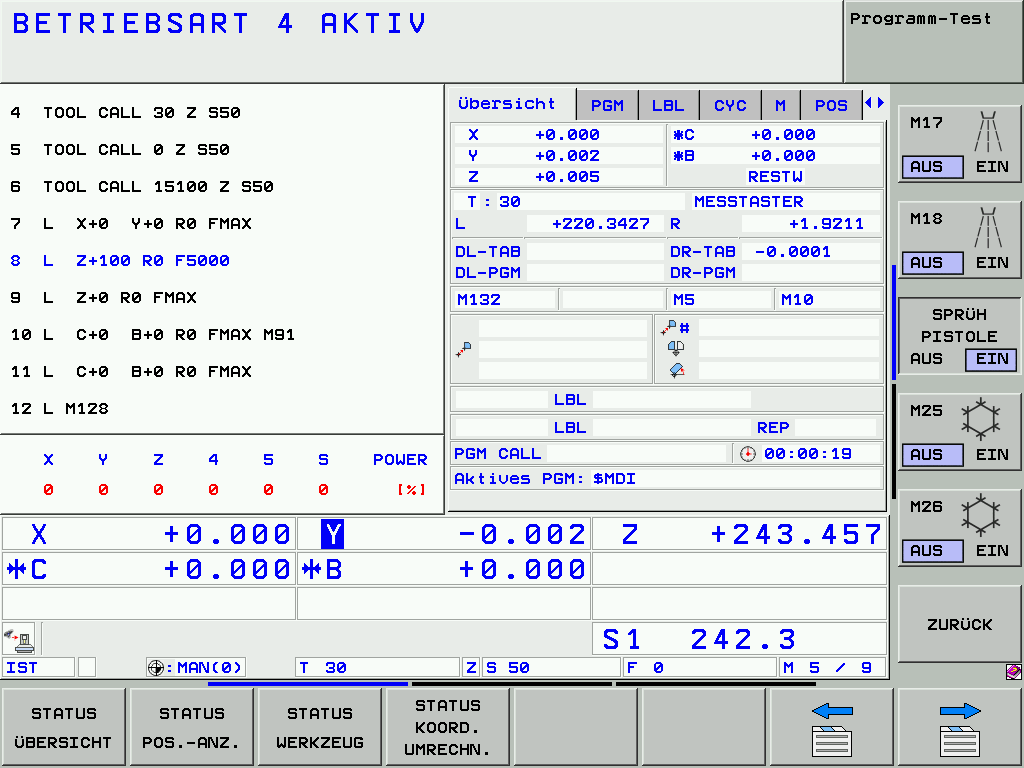 BETRIEBSART 4 AKTIV
Programm-Test
4 TOOL CALL 30 Z S50
5 TOOL CALL 0 Z S50
6 TOOL CALL 15100 Z S50
7 L X+0 Y+0 R0 FMAX
8 L Z+100 R0 F5000
9 L Z+0 R0 FMAX
10 L C+0 B+0 R0 FMAX M91
11 L C+0 B+0 R0 FMAX
12 L M128
X Y Z 4 5 S POWER
0 0 0 0 0 0 [%]
Übersicht PGM LBL CYC M POS
X +0.000 *C +0.000
Y +0.002 *B +0.000
Z +0.005 RESTW
T : 30 MESSTASTER
L +220.3427 R +1.9211
DL-TAB DR-TAB -0.0001
DL-PGM DR-PGM
M132 M5 M10
#
LBL
LBL REP
PGM CALL 00:00:19
Aktives PGM: $MDI
X +0.000 Y -0.002 Z +243.457
*C +0.000 *B +0.000
S1 242.3
IST : MAN(0) T 30 Z S 50 F 0 M 5 / 9
M17
AUS EIN
M18
AUS EIN
SPRÜH
PISTOLE
AUS EIN
M25
AUS EIN
M26
AUS EIN
ZURÜCK
STATUS
ÜBERSICHT
STATUS
POS.-ANZ.
STATUS
WERKZEUG
STATUS
KOORD.
UMRECHN.